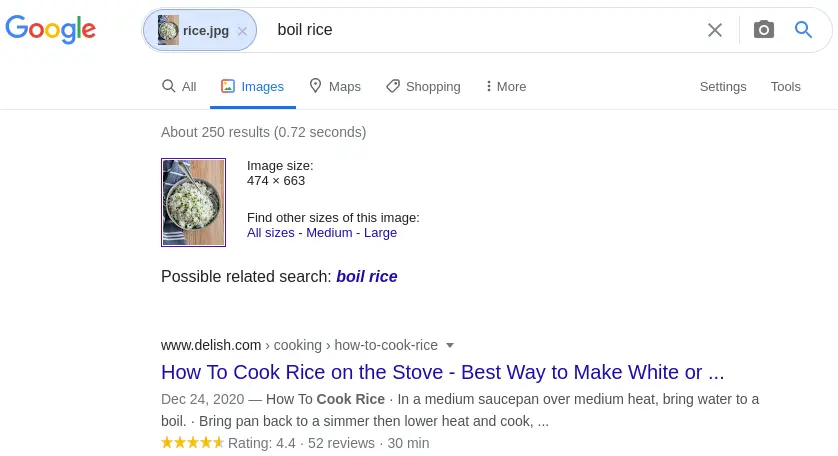 Google rice.jpg boil rice
All Images Maps Shopping More Settings Tools
About 250 results (0.72 seconds)
Image size:
474 × 663
Find other sizes of this image:
All sizes - Medium - Large
Possible related search: boil rice
www.delish.com › cooking › how-to-cook-rice
How To Cook Rice on the Stove - Best Way to Make White or ...
Dec 24, 2020 — How To Cook Rice · In a medium saucepan over medium heat, bring water to a
boil. · Bring pan back to a simmer then lower heat and cook, ...
Rating: 4.4 · 52 reviews · 30 min